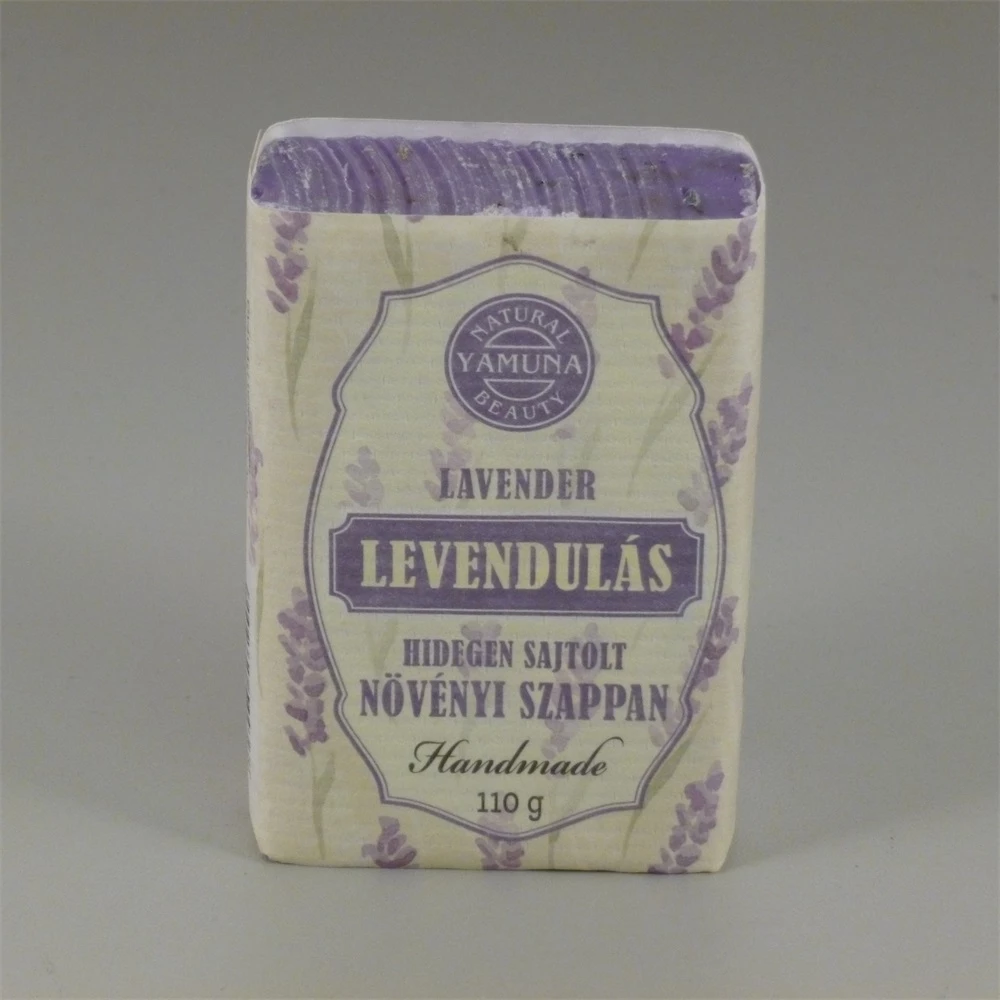 NATURAL
YAMUNA
BEAUTY
LAVENDER
LEVENDULÁS
HIDEGEN SAJTOLT
NÖVÉNYI SZAPPAN
Handmade
110 g